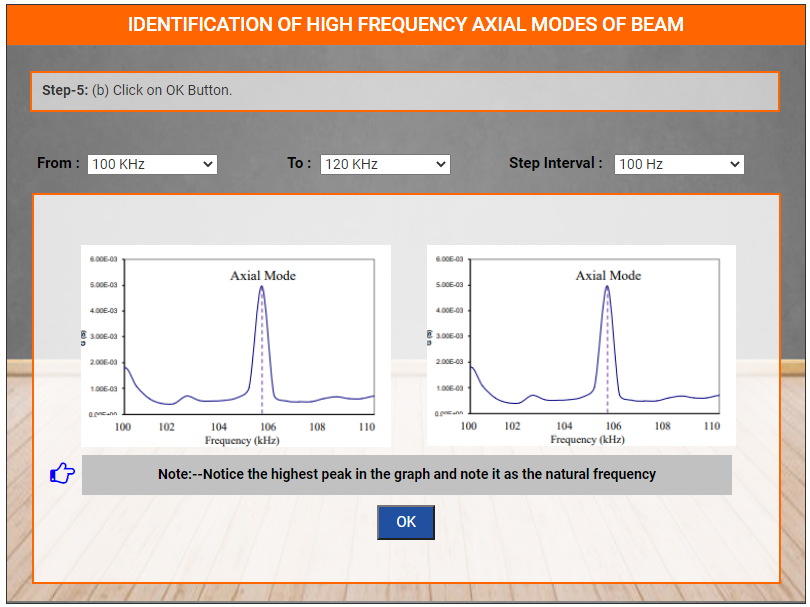 IDENTIFICATION OF HIGH FREQUENCY AXIAL MODES OF BEAM
Step-5: (b) Click on OK Button.
From : 100 KHz To : 120 KHz Step Interval : 100 Hz
6.00E-03
Axial Mode
5.00E-03
4.00E-03
3.00E-03
G (S)
2.00E-03
1.00E-03
0.00E+00
100 102 104 106 108 110
Frequency (kHz)
6.00E-03
Axial Mode
5.00E-03
4.00E-03
3.00E-03
G (S)
2.00E-03
1.00E-03
0.00E+00
100 102 104 106 108 110
Frequency (kHz)
Note:--Notice the highest peak in the graph and note it as the natural frequency
OK